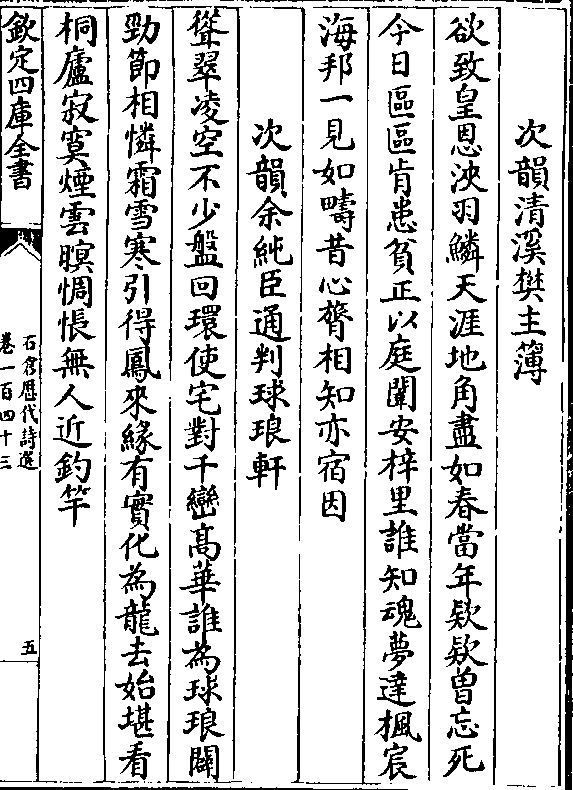 次韻清溪樊主簿
欲致皇恩浹羽鱗天涯地角盡如春當年欵欵曾忘死
今日區區肯患貧正以庭闈安梓里誰知魂夢達楓宸
海邦一見如疇昔心膂相知亦宿因
次韻余純臣通判球琅軒
聳翠凌空不少盤回環使宅對千巒高華誰為球琅闢
勁節相憐霜雪寒引得鳳來緣有實化為龍去始堪看
桐廬寂寞煙雲暝惆悵無人近釣竿
欽定四庫全書
石倉歷代詩選
卷一百四十三
五